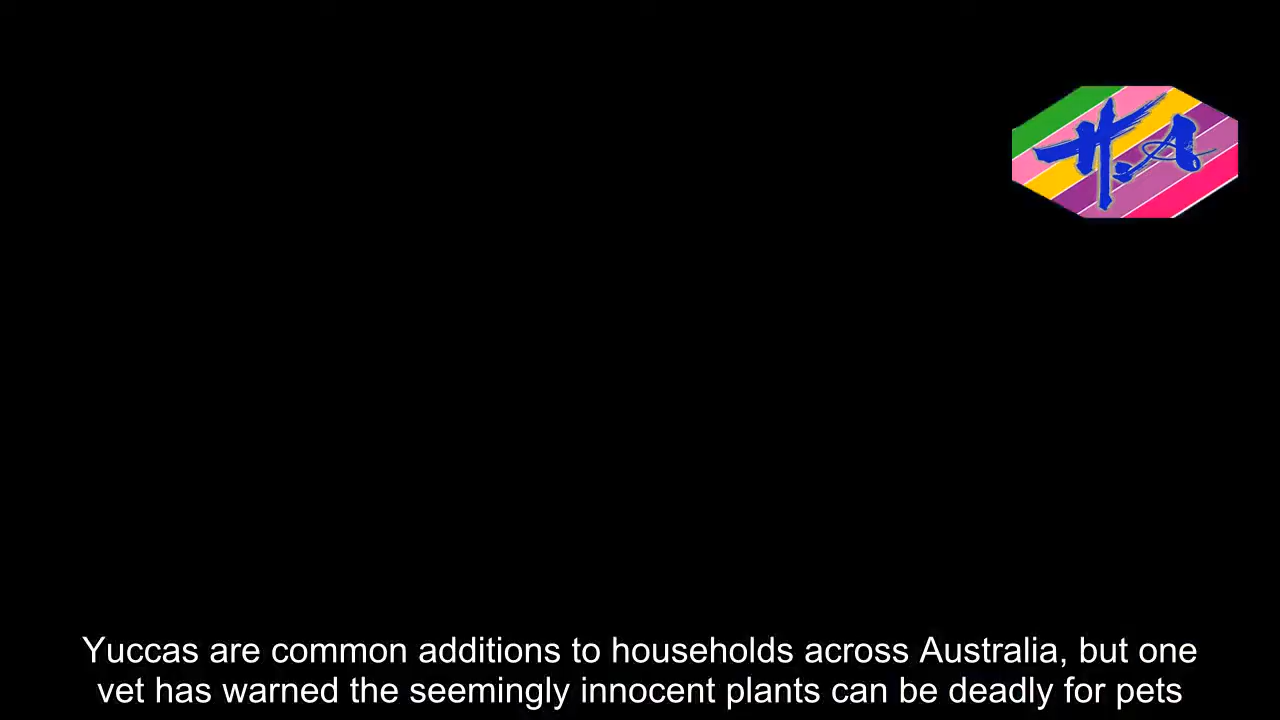 H.A
Yuccas are common additions to households across Australia, but one
vet has warned the seemingly innocent plants can be deadly for pets